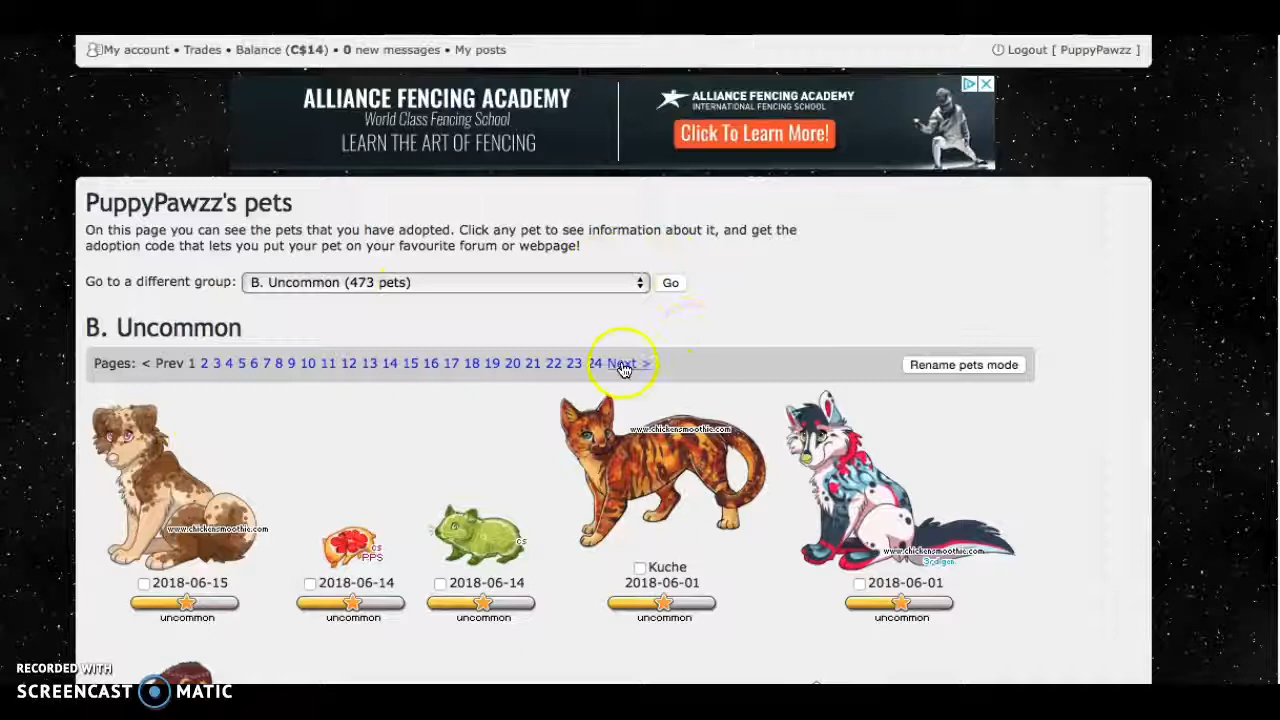 My account • Trades • Balance (C$14) • 0 new messages • My posts
Logout [ PuppyPawzz ]
ALLIANCE FENCING ACADEMY
World Class Fencing School
LEARN THE ART OF FENCING
ALLIANCE FENCING ACADEMY
INTERNATIONAL FENCING SCHOOL
Click To Learn More!
PuppyPawzz's pets
On this page you can see the pets that you have adopted. Click any pet to see information about it, and get the
adoption code that lets you put your pet on your favourite forum or webpage!
Go to a different group: B. Uncommon (473 pets) Go
B. Uncommon
Pages: < Prev 1 2 3 4 5 6 7 8 9 10 11 12 13 14 15 16 17 18 19 20 21 22 23 24 Next >
Rename pets mode
www.chickensmoothie.com
www.chickensmoothie.com
CS
PPS
CS
www.chickensmoothie.com
2018-06-15
2018-06-14
2018-06-14
Kuche
2018-06-01
2018-06-01
uncommon
uncommon
uncommon
uncommon
uncommon
RECORDED WITH
SCREENCAST MATIC